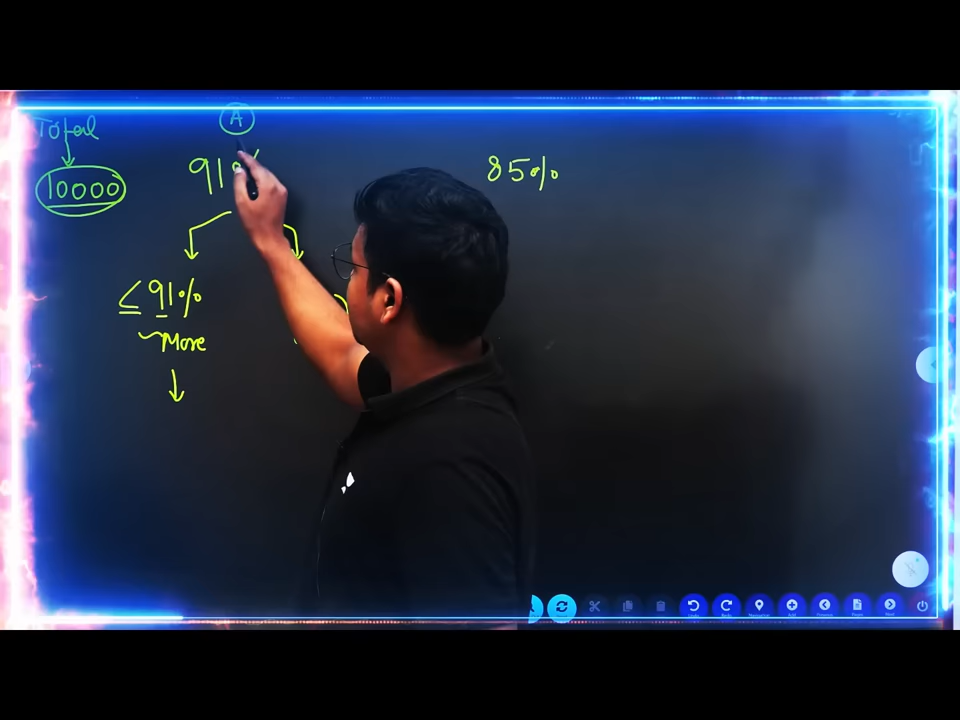 Total
10000
A
91%
85%
≤ 91%
More